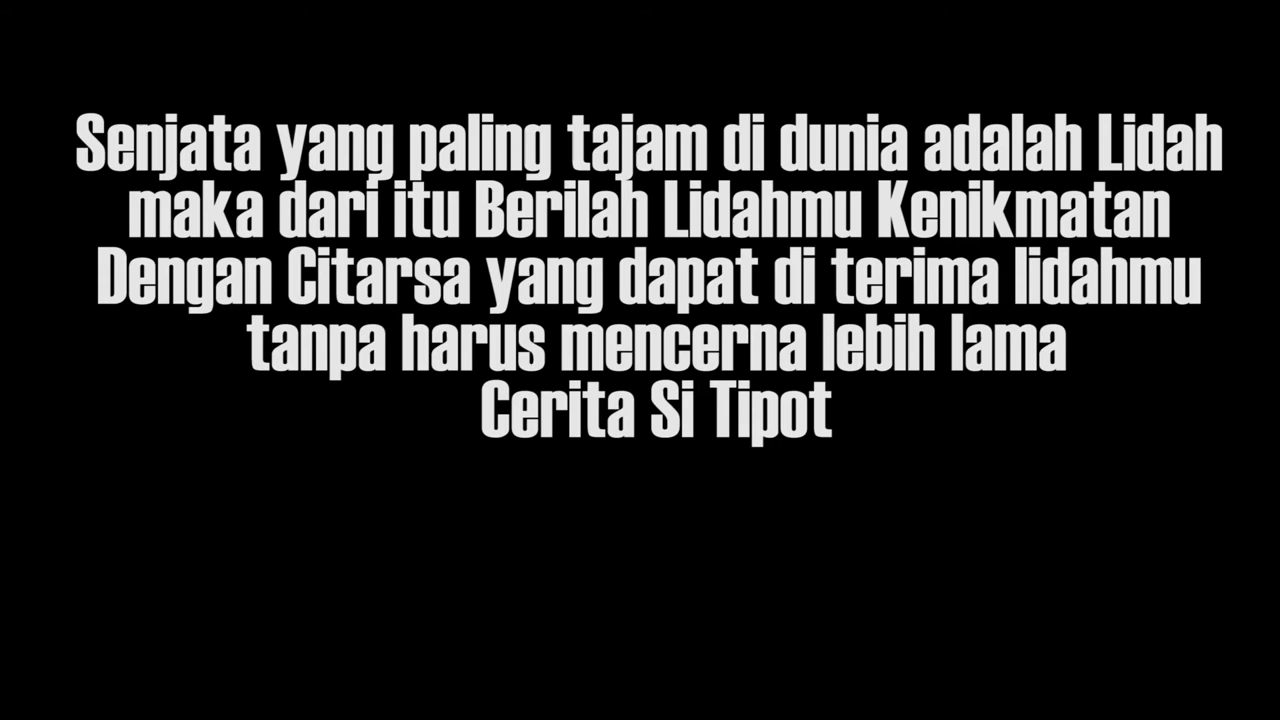 Senjata yang paling tajam di dunia adalah Lidah
maka dari itu Berilah Lidahmu Kenikmatan
Dengan Citarsa yang dapat di terima lidahmu
tanpa harus mencerna lebih lama
Cerita Si Tipot